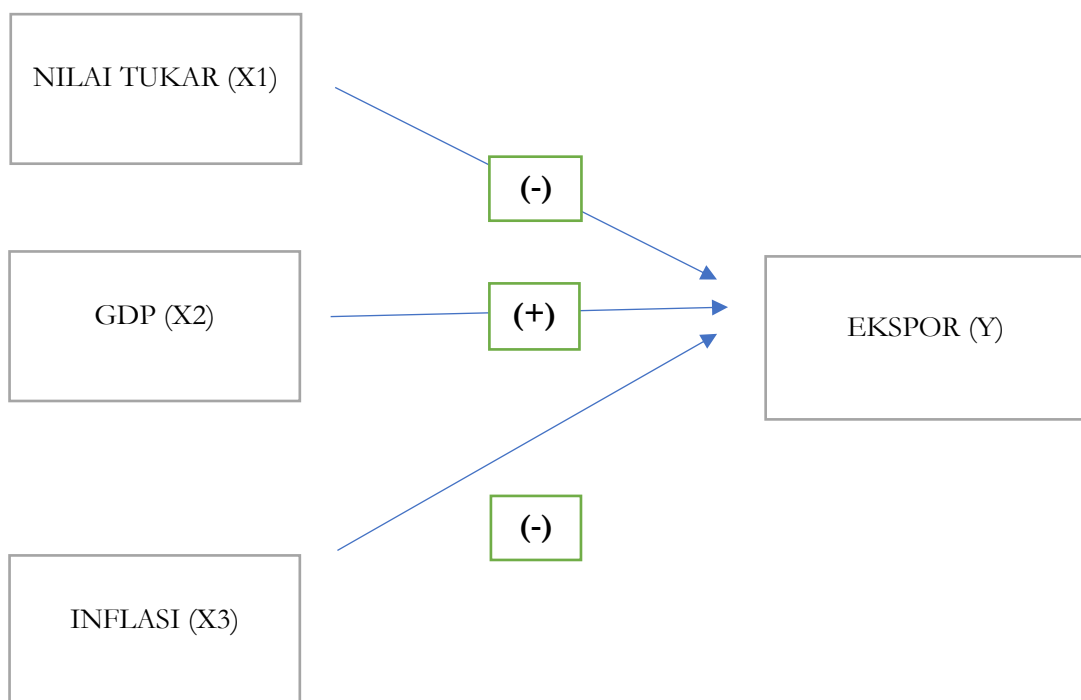 NILAI TUKAR (X1)
(-)
GDP (X2)
(+)
EKSPOR (Y)
(-)
INFLASI (X3)